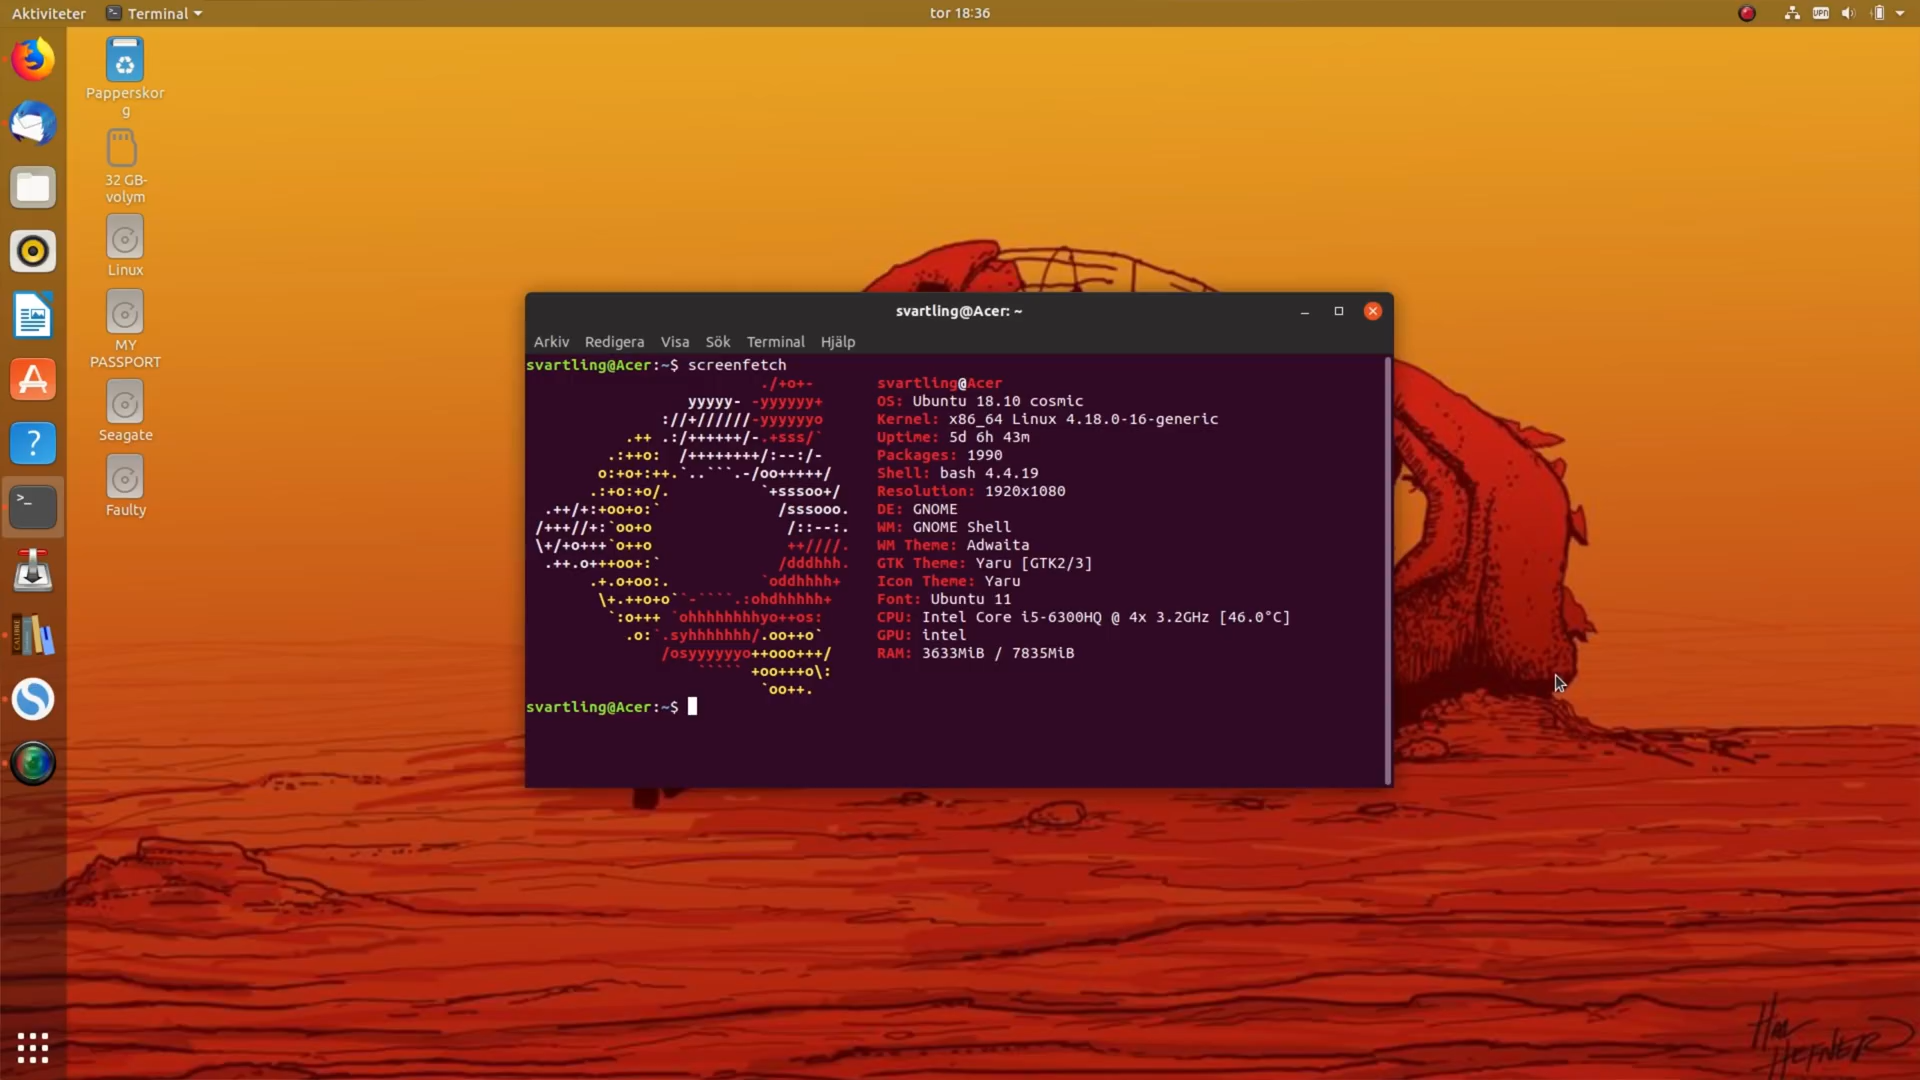 Aktiviteter
Terminal
tor 18:36
VPN
Papperskor
g
32 GB-
volym
Linux
MY
PASSPORT
Seagate
Faulty
svartling@Acer: ~
Arkiv Redigera Visa Sök Terminal Hjälp
svartling@Acer:~$ screenfetch
svartling@Acer
OS: Ubuntu 18.10 cosmic
Kernel: x86_64 Linux 4.18.0-16-generic
Uptime: 5d 6h 43m
Packages: 1990
Shell: bash 4.4.19
Resolution: 1920x1080
DE: GNOME
WM: GNOME Shell
WM Theme: Adwaita
GTK Theme: Yaru [GTK2/3]
Icon Theme: Yaru
Font: Ubuntu 11
CPU: Intel Core i5-6300HQ @ 4x 3.2GHz [46.0°C]
GPU: intel
RAM: 3633MiB / 7835MiB
svartling@Acer:~$